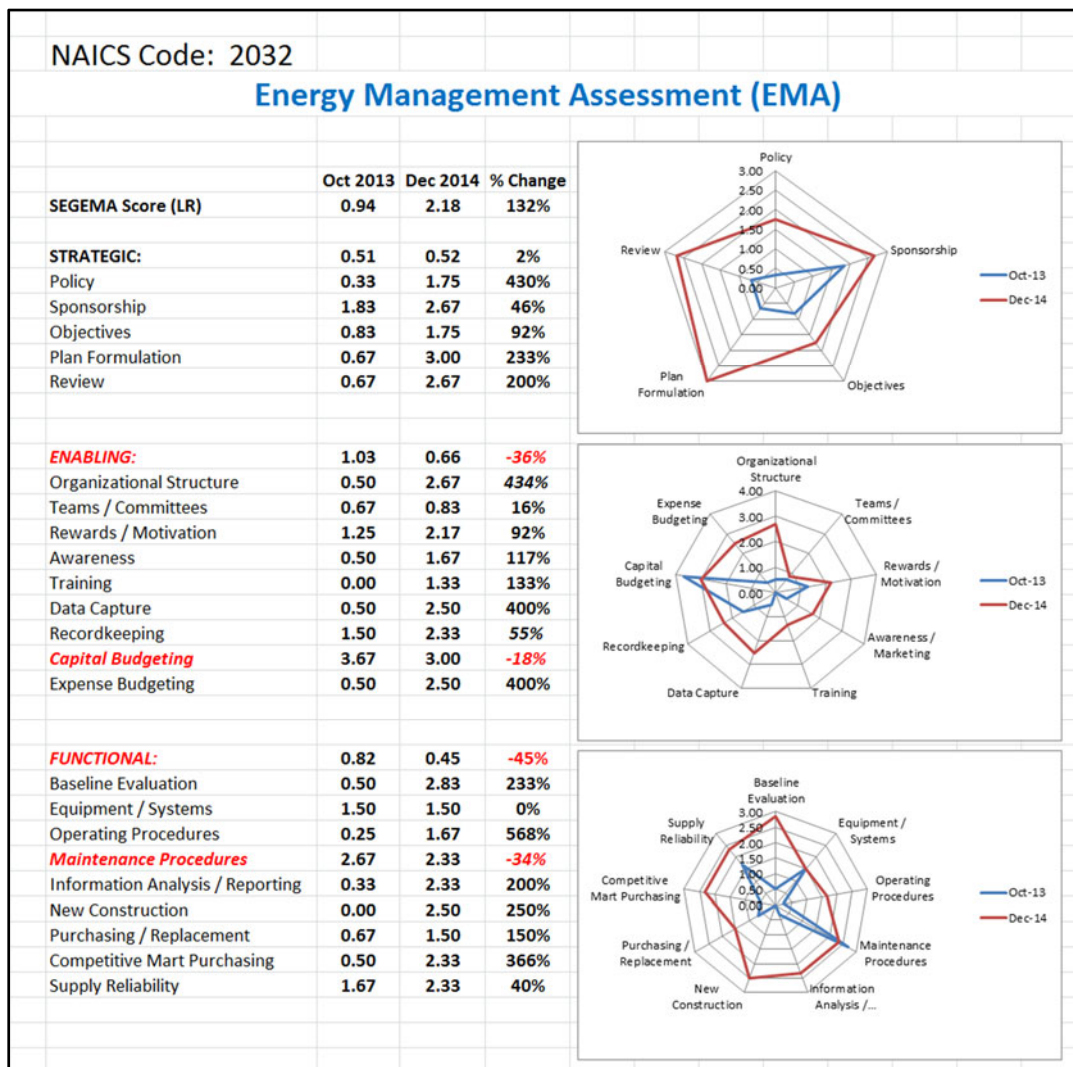 NAICS Code: 2032
Energy Management Assessment (EMA)
Oct 2013 Dec 2014 % Change
SEGEMA Score (LR) 0.94 2.18 132%
STRATEGIC: 0.51 0.52 2%
Policy 0.33 1.75 430%
Sponsorship 1.83 2.67 46%
Objectives 0.83 1.75 92%
Plan Formulation 0.67 3.00 233%
Review 0.67 2.67 200%
Policy
3.00
2.50
2.00
1.50
1.00
0.50
0.00
Sponsorship
Objectives
Plan
Formulation
Review
Oct-13
Dec-14
ENABLING: 1.03 0.66 -36%
Organizational Structure 0.50 2.67 434%
Teams / Committees 0.67 0.83 16%
Rewards / Motivation 1.25 2.17 92%
Awareness 0.50 1.67 117%
Training 0.00 1.33 133%
Data Capture 0.50 2.50 400%
Recordkeeping 1.50 2.33 55%
Capital Budgeting 3.67 3.00 -18%
Expense Budgeting 0.50 2.50 400%
Organizational
Structure
4.00
3.00
2.00
1.00
0.00
Teams /
Committees
Rewards /
Motivation
Awareness /
Marketing
Training
Data Capture
Recordkeeping
Capital
Budgeting
Expense
Budgeting
Oct-13
Dec-14
FUNCTIONAL: 0.82 0.45 -45%
Baseline Evaluation 0.50 2.83 233%
Equipment / Systems 1.50 1.50 0%
Operating Procedures 0.25 1.67 568%
Maintenance Procedures 2.67 2.33 -34%
Information Analysis / Reporting 0.33 2.33 200%
New Construction 0.00 2.50 250%
Purchasing / Replacement 0.67 1.50 150%
Competitive Mart Purchasing 0.50 2.33 366%
Supply Reliability 1.67 2.33 40%
Baseline
Evaluation
3.00
2.50
2.00
1.50
1.00
0.50
0.00
Equipment /
Systems
Operating
Procedures
Maintenance
Procedures
Information
Analysis /...
New
Construction
Purchasing /
Replacement
Competitive
Mart Purchasing
Supply
Reliability
Oct-13
Dec-14